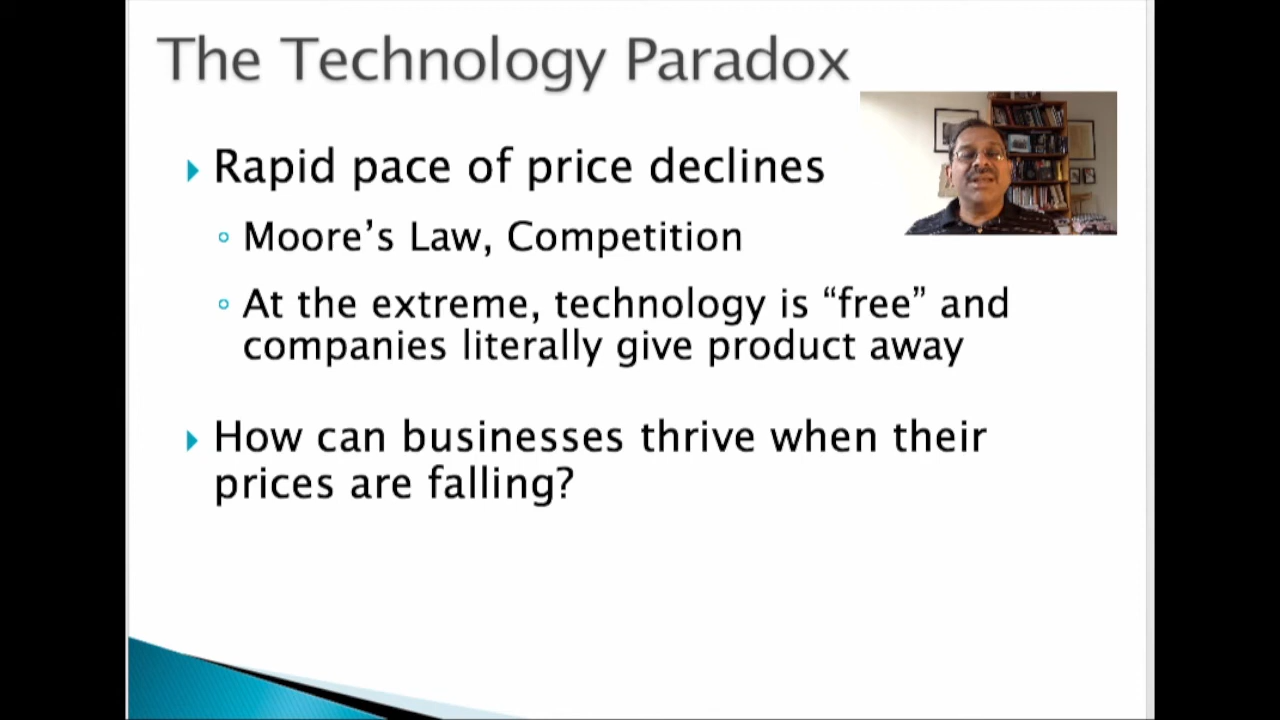 The Technology Paradox
Rapid pace of price declines
Moore’s Law, Competition
At the extreme, technology is “free” and
companies literally give product away
How can businesses thrive when their
prices are falling?